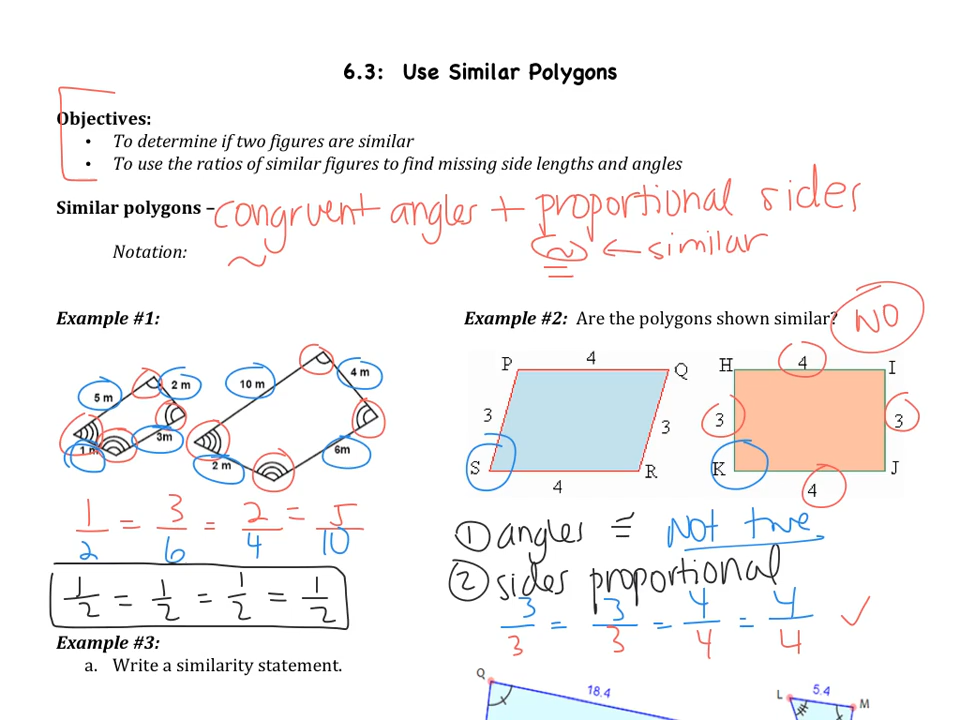 6.3: Use Similar Polygons
Objectives:
• To determine if two figures are similar
• To use the ratios of similar figures to find missing side lengths and angles
Similar polygons – congruent angles + proportional sides
Notation: ~ ≅ ← similar
Example #1:
5 m 2 m 3m 1 m
10 m 4 m 6m 2 m
1/2 = 3/6 = 2/4 = 5/10
1/2 = 1/2 = 1/2 = 1/2
Example #2: Are the polygons shown similar? NO
P 4 Q
3 3
S R
4
H 4 I
3 3
K J
4
① angles ≅ Not true
② sides proportional
3/3 = 3/3 = 4/4 = 4/4 ✓
Example #3:
a. Write a similarity statement.
Q 18.4
L 5.4 M